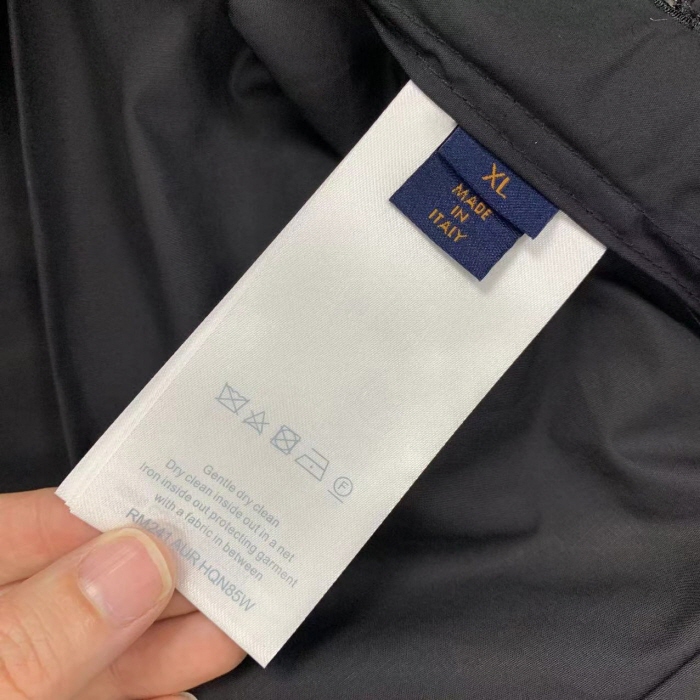 XL
MADE
IN
ITALY
F
Gentle dry clean
Dry clean inside out in a net
Iron inside out protecting garment
with a fabric in between
RM241 AUR HQN85W